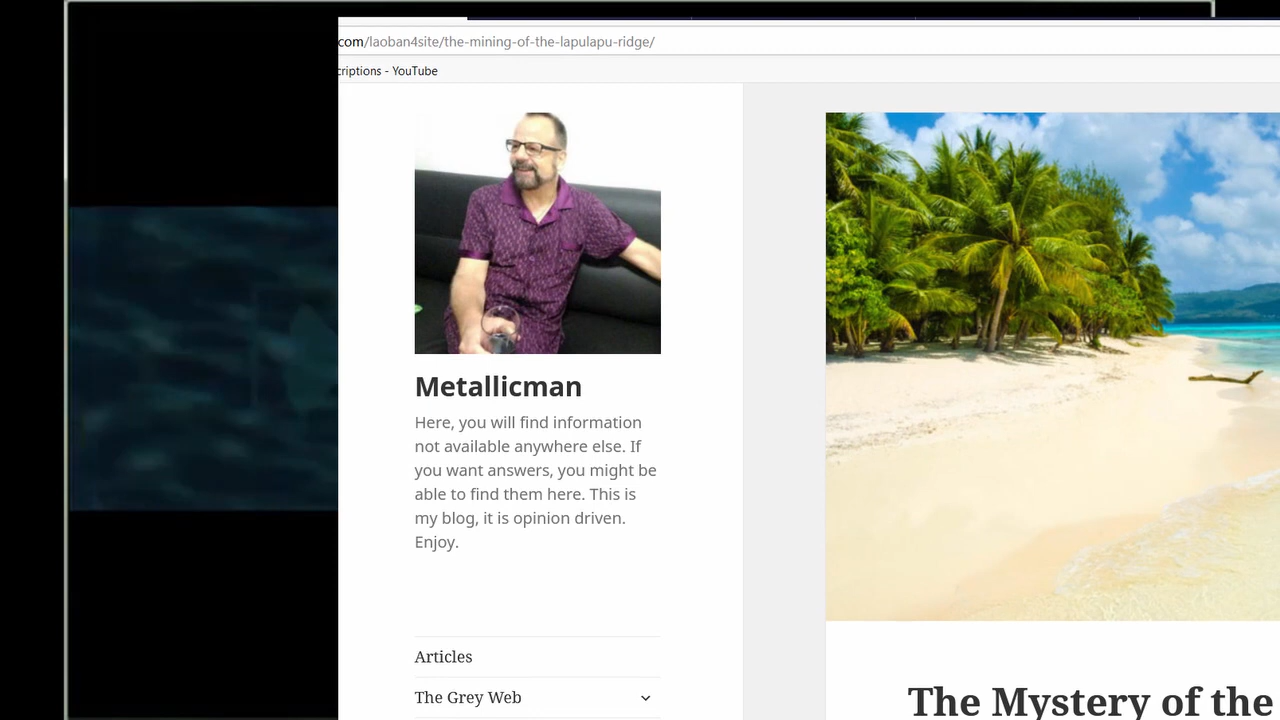 com/laoban4site/the-mining-of-the-lapulapu-ridge/
criptions - YouTube
Metallicman
Here, you will find information
not available anywhere else. If
you want answers, you might be
able to find them here. This is
my blog, it is opinion driven.
Enjoy.
Articles
The Grey Web
The Mystery of the